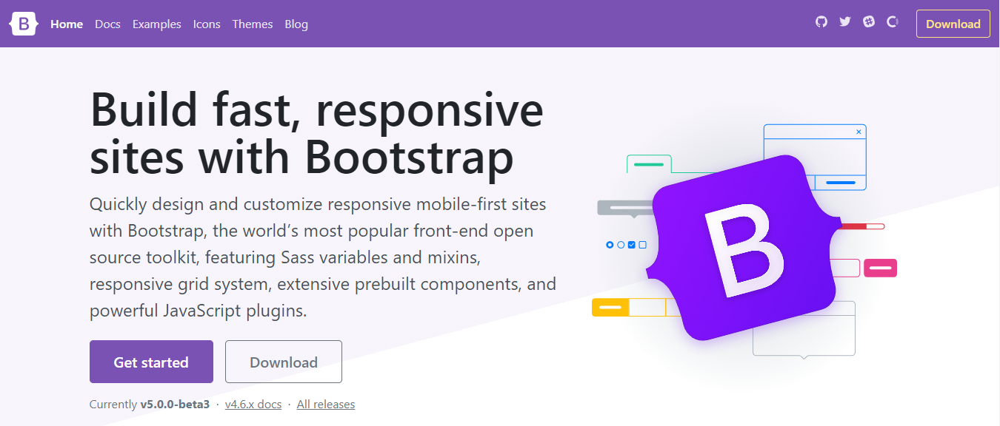 B Home Docs Examples Icons Themes Blog Download
Build fast, responsive
sites with Bootstrap
Quickly design and customize responsive mobile-first sites
with Bootstrap, the world’s most popular front-end open
source toolkit, featuring Sass variables and mixins,
responsive grid system, extensive prebuilt components, and
powerful JavaScript plugins.
B
Get started Download
Currently v5.0.0-beta3 · v4.6.x docs · All releases